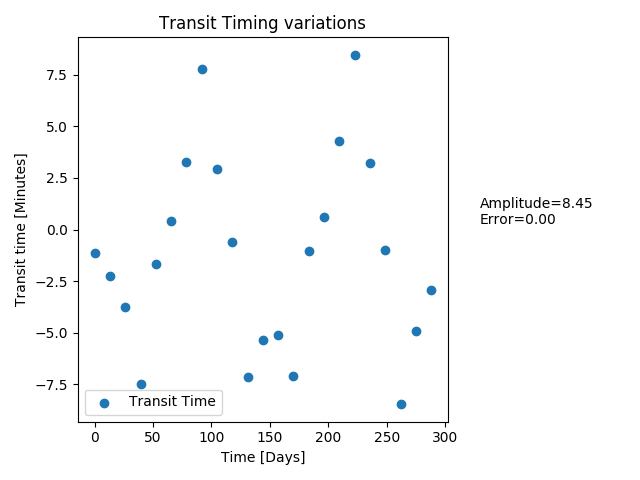 Transit Timing variations
Transit time [Minutes]
7.5
5.0
2.5
0.0
−2.5
−5.0
−7.5
Transit Time
0
50
100
150
200
250
300
Time [Days]
Amplitude=8.45
Error=0.00